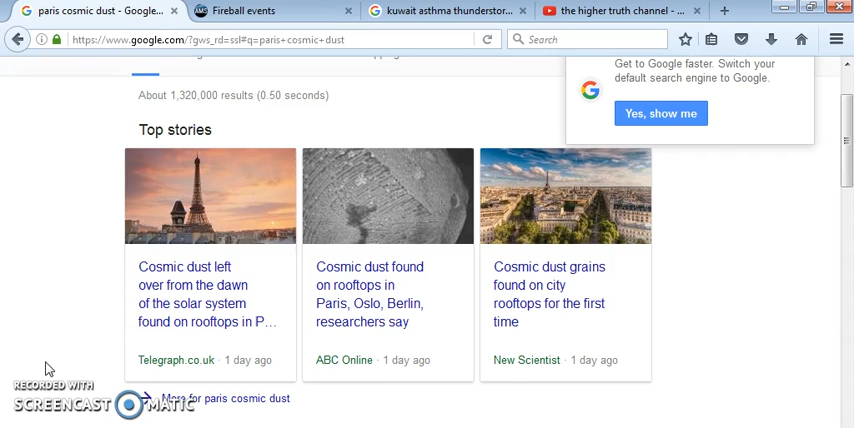 paris cosmic dust - Google...
Fireball events
kuwait asthma thunderstor...
the higher truth channel - ...
https://www.google.com/?gws_rd=ssl#q=paris+cosmic+dust
Search
Get to Google faster. Switch your
default search engine to Google.
Yes, show me
About 1,320,000 results (0.50 seconds)
Top stories
Cosmic dust left
over from the dawn
of the solar system
found on rooftops in P...
Telegraph.co.uk · 1 day ago
Cosmic dust found
on rooftops in
Paris, Oslo, Berlin,
researchers say
ABC Online · 1 day ago
Cosmic dust grains
found on city
rooftops for the first
time
New Scientist · 1 day ago
More for paris cosmic dust
RECORDED WITH
SCREENCAST MATIC